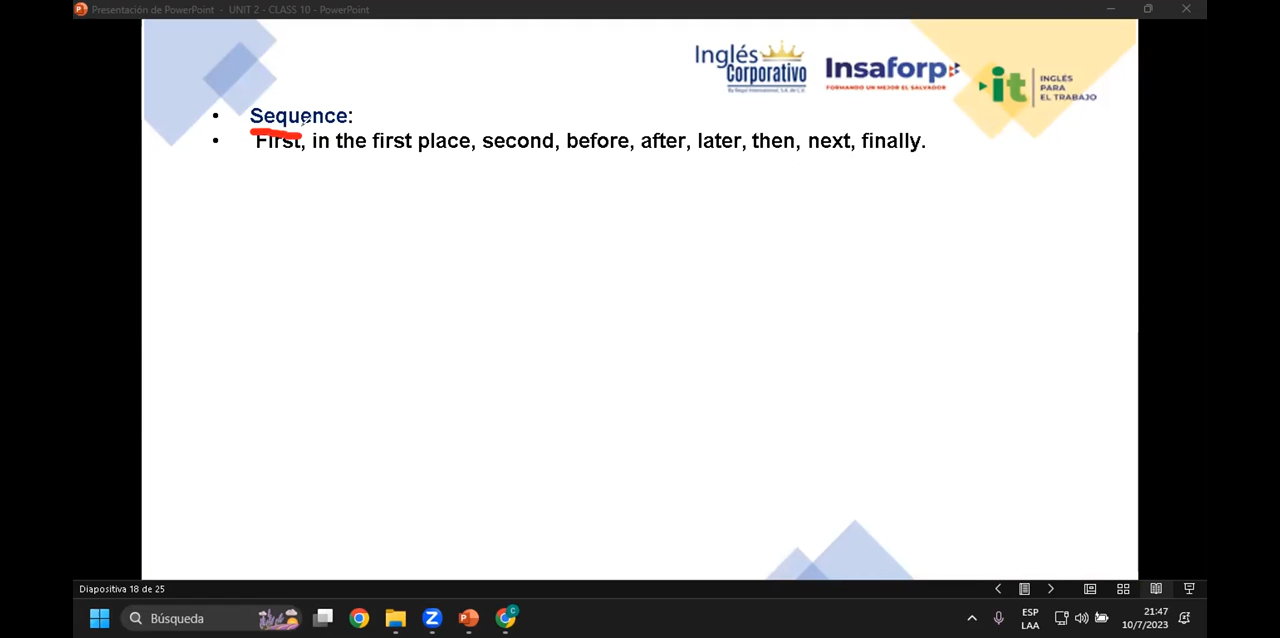 Presentación de PowerPoint - UNIT 2 - CLASS 10 - PowerPoint
Inglés
Corporativo
Insaforp
FORMANDO UN MEJOR EL SALVADOR
it
INGLÉS
PARA
EL TRABAJO
• Sequence:
• First, in the first place, second, before, after, later, then, next, finally.
Diapositiva 18 de 25
Búsqueda
ESP
LAA
21:47
10/7/2023